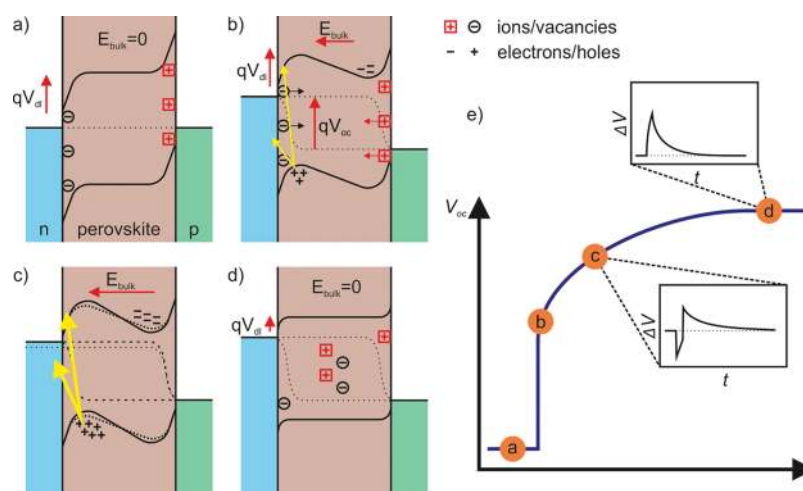 a)
E_bulk=0
qV_dl
n
perovskite
p
b)
E_bulk
qV_dl
qV_oc
ions/vacancies
electrons/holes
c)
E_bulk
d)
E_bulk=0
qV_dl
e)
V_oc
ΔV
t
a
b
c
d
ΔV
t